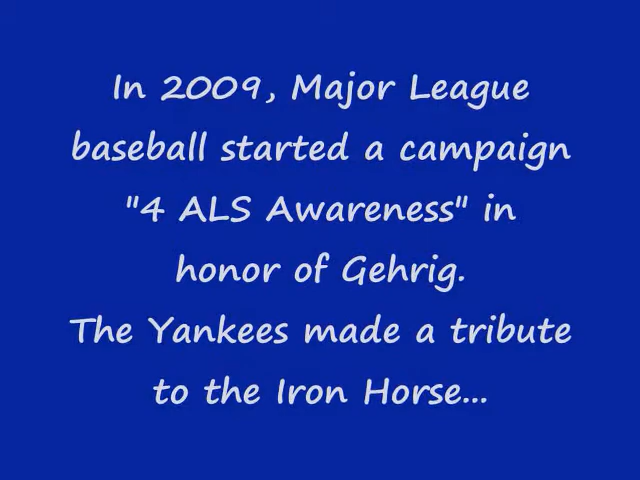 In 2009, Major League
baseball started a campaign
"4 ALS Awareness" in
honor of Gehrig.
The Yankees made a tribute
to the Iron Horse...